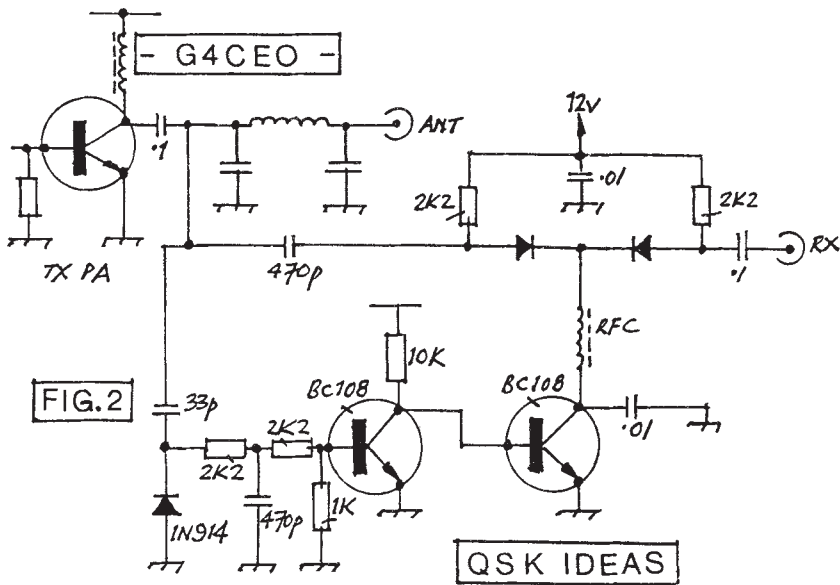 - G4CEO -
12V
ANT
.1
.01
2K2
2K2
TX PA
470p
RX
.1
RFC
10K
BC108
BC108
FIG.2
33p
2K2
2K2
.01
470p
1K
1N914
QSK IDEAS